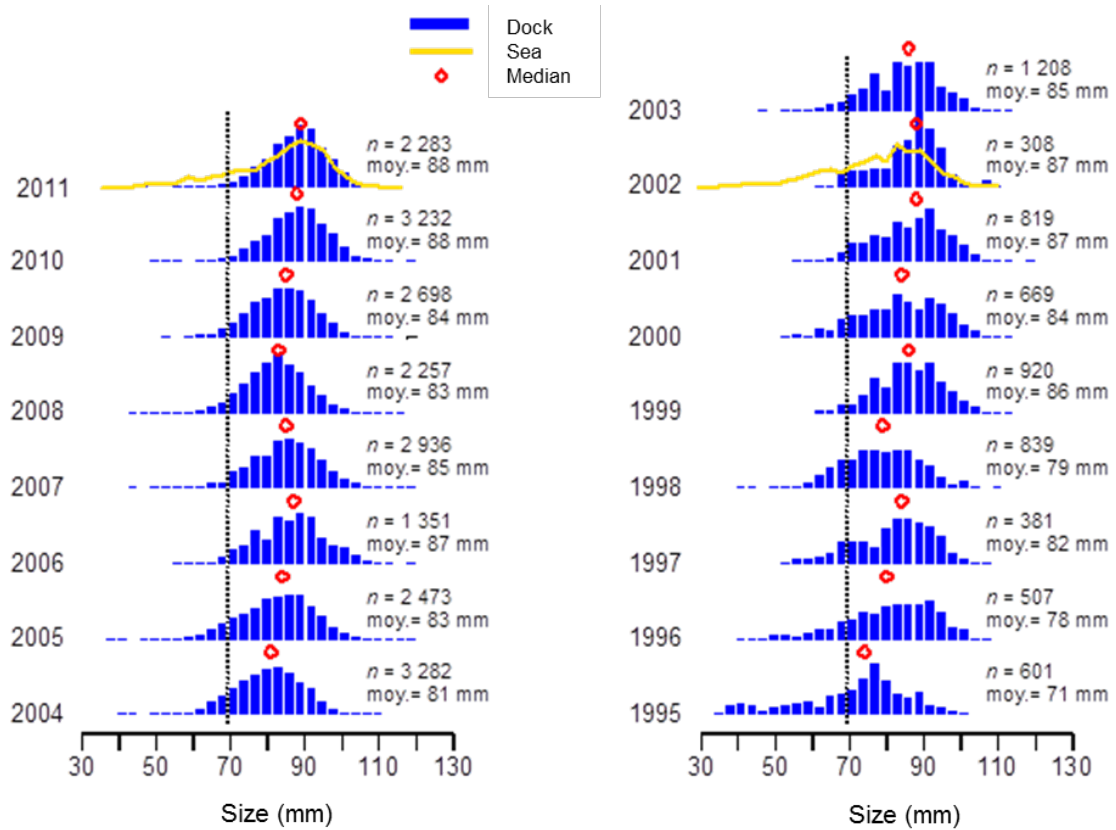 Dock
Sea
Median
2011
n = 2 283
moy.= 88 mm
2010
n = 3 232
moy.= 88 mm
2009
n = 2 698
moy.= 84 mm
2008
n = 2 257
moy.= 83 mm
2007
n = 2 936
moy.= 85 mm
2006
n = 1 351
moy.= 87 mm
2005
n = 2 473
moy.= 83 mm
2004
n = 3 282
moy.= 81 mm
30 50 70 90 110 130
Size (mm)
2003
n = 1 208
moy.= 85 mm
2002
n = 308
moy.= 87 mm
2001
n = 819
moy.= 87 mm
2000
n = 669
moy.= 84 mm
1999
n = 920
moy.= 86 mm
1998
n = 839
moy.= 79 mm
1997
n = 381
moy.= 82 mm
1996
n = 507
moy.= 78 mm
1995
n = 601
moy.= 71 mm
30 50 70 90 110 130
Size (mm)